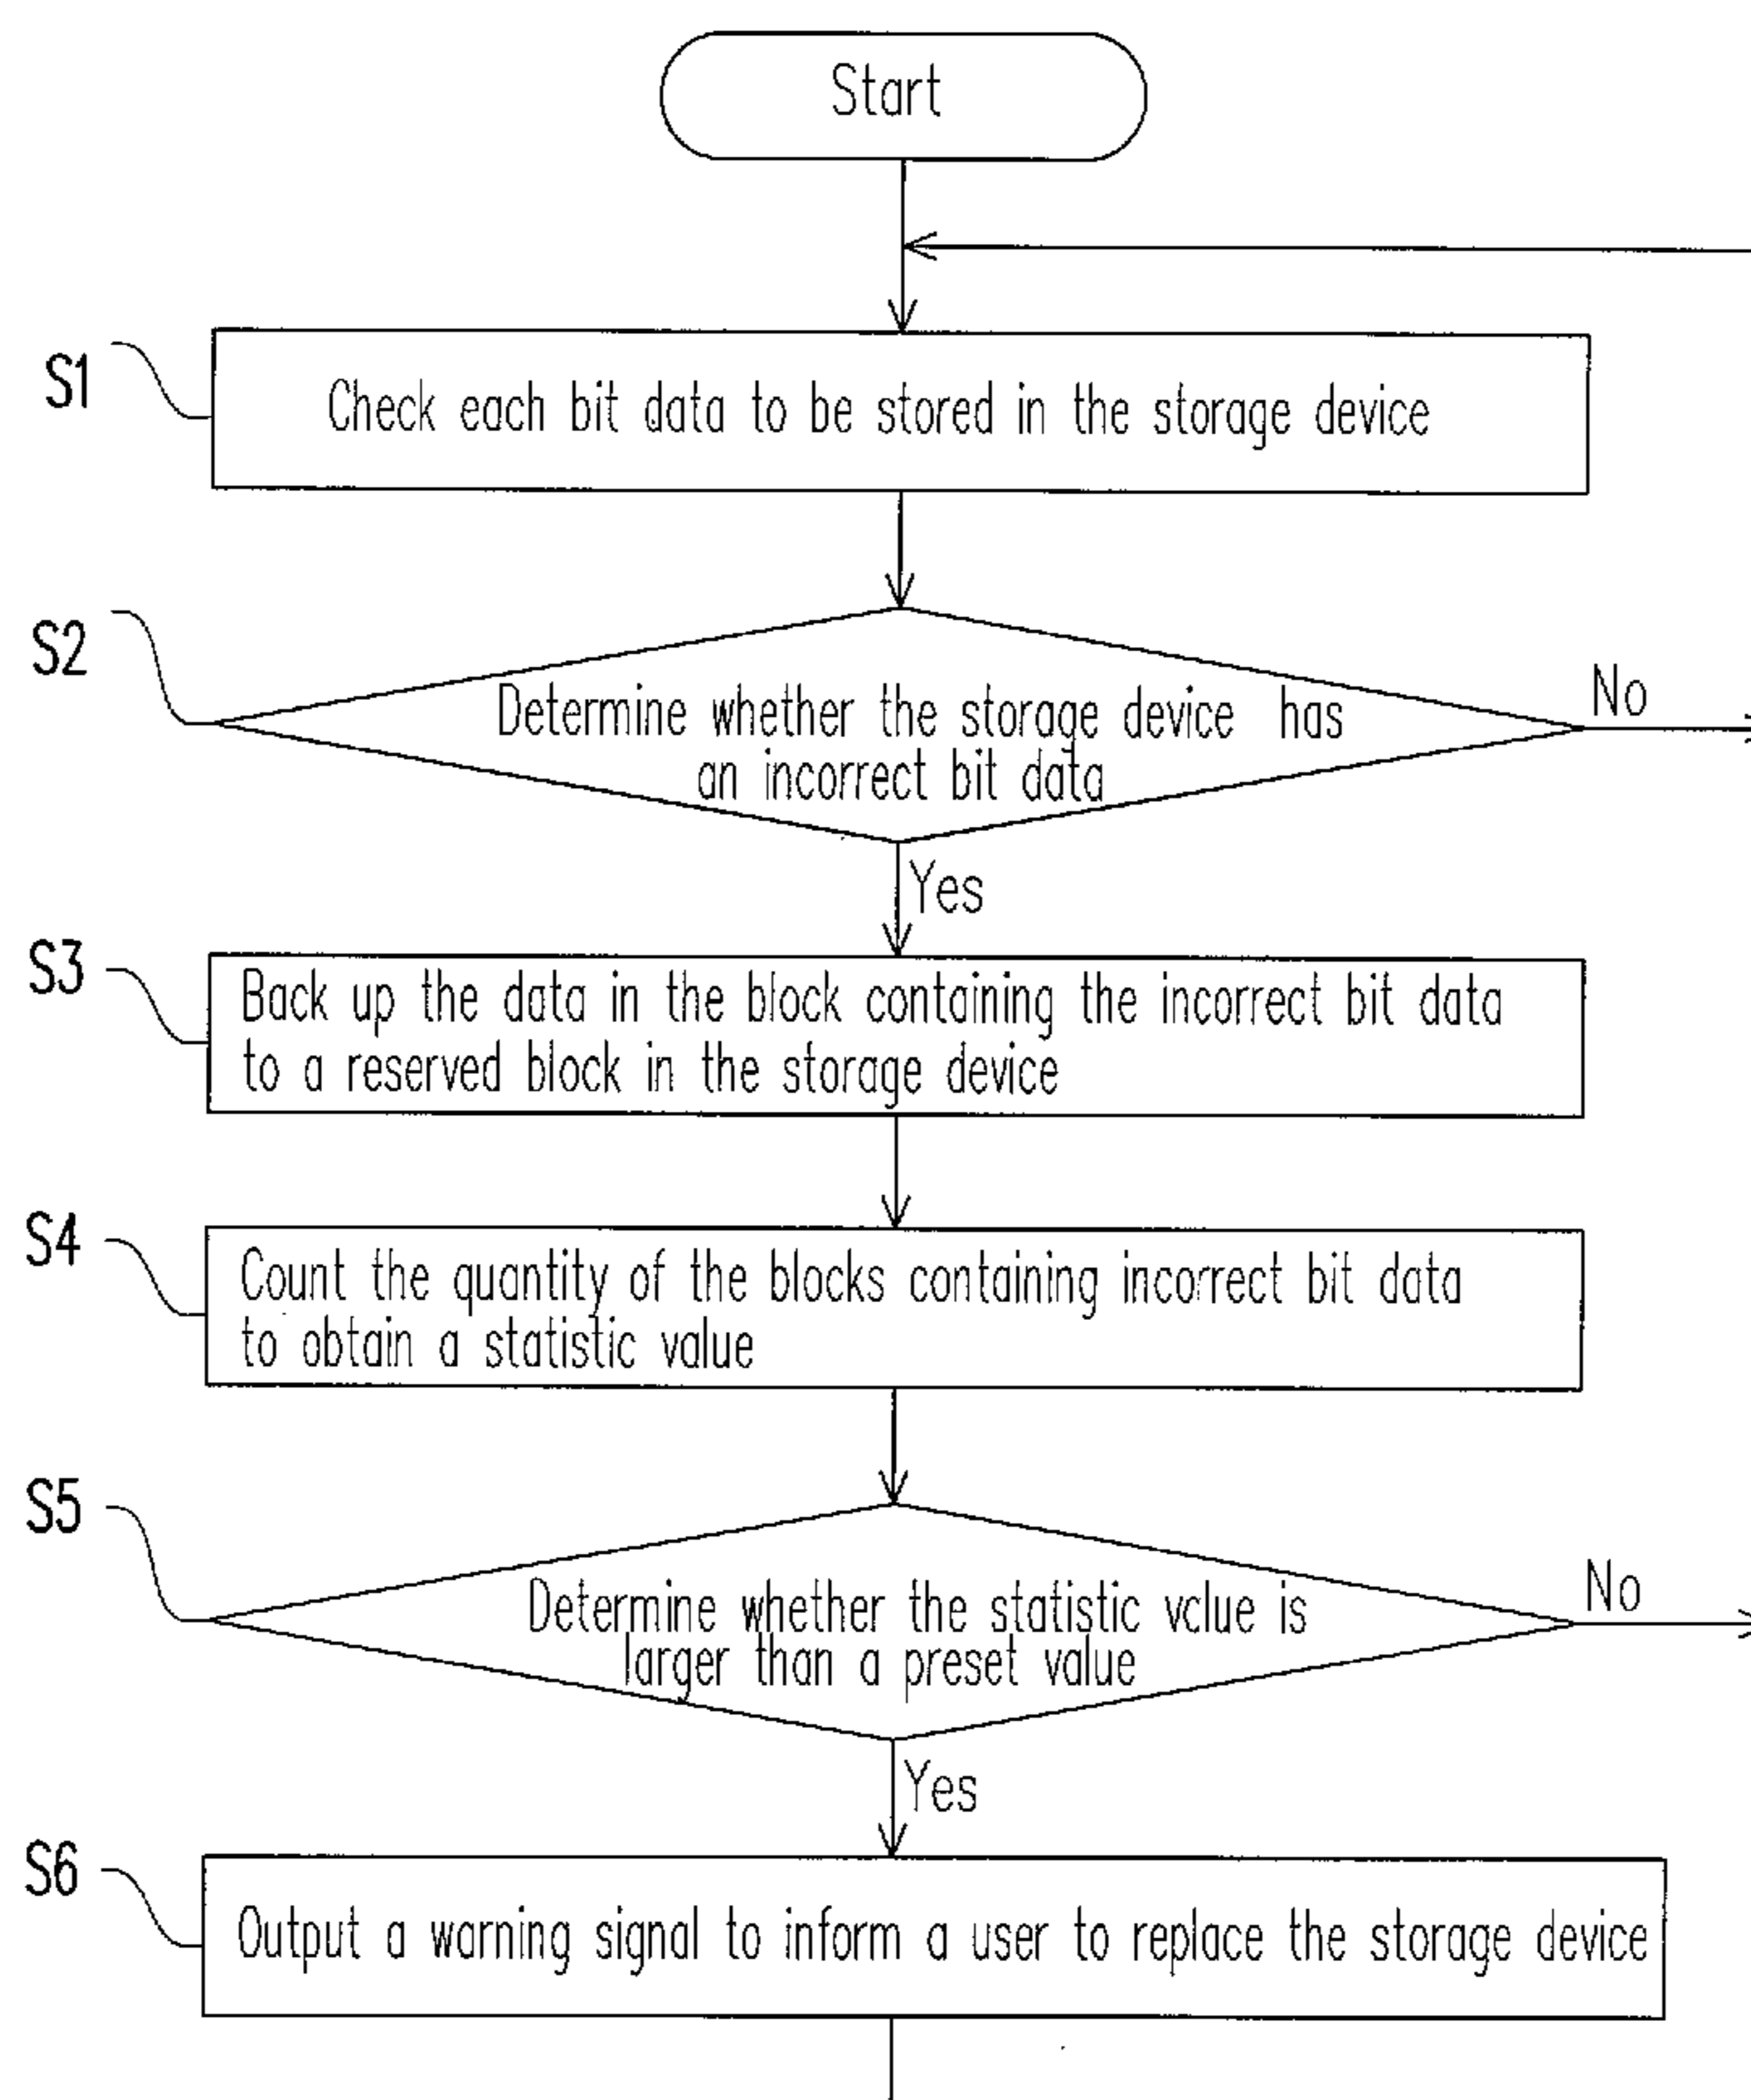 Start
S1
Check each bit data to be stored in the storage device
S2
Determine whether the storage device has
an incorrect bit data
No
Yes
S3
Back up the data in the block containing the incorrect bit data
to a reserved block in the storage device
S4
Count the quantity of the blocks containing incorrect bit data
to obtain a statistic value
S5
Determine whether the statistic value is
larger than a preset value
No
Yes
S6
Output a warning signal to inform a user to replace the storage device